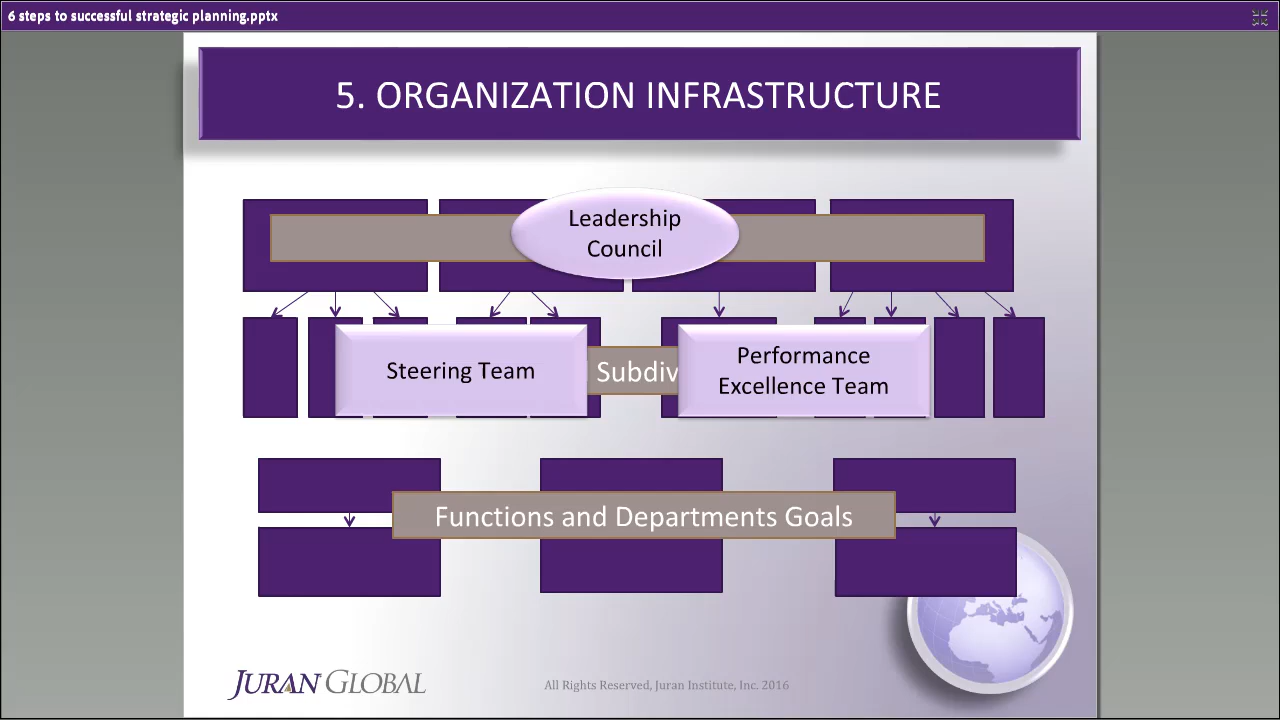 6 steps to successful strategic planning.pptx
5. ORGANIZATION INFRASTRUCTURE
Leadership
Council
Steering Team
Subdiv
Performance
Excellence Team
Functions and Departments Goals
JURAN GLOBAL
All Rights Reserved, Juran Institute, Inc. 2016